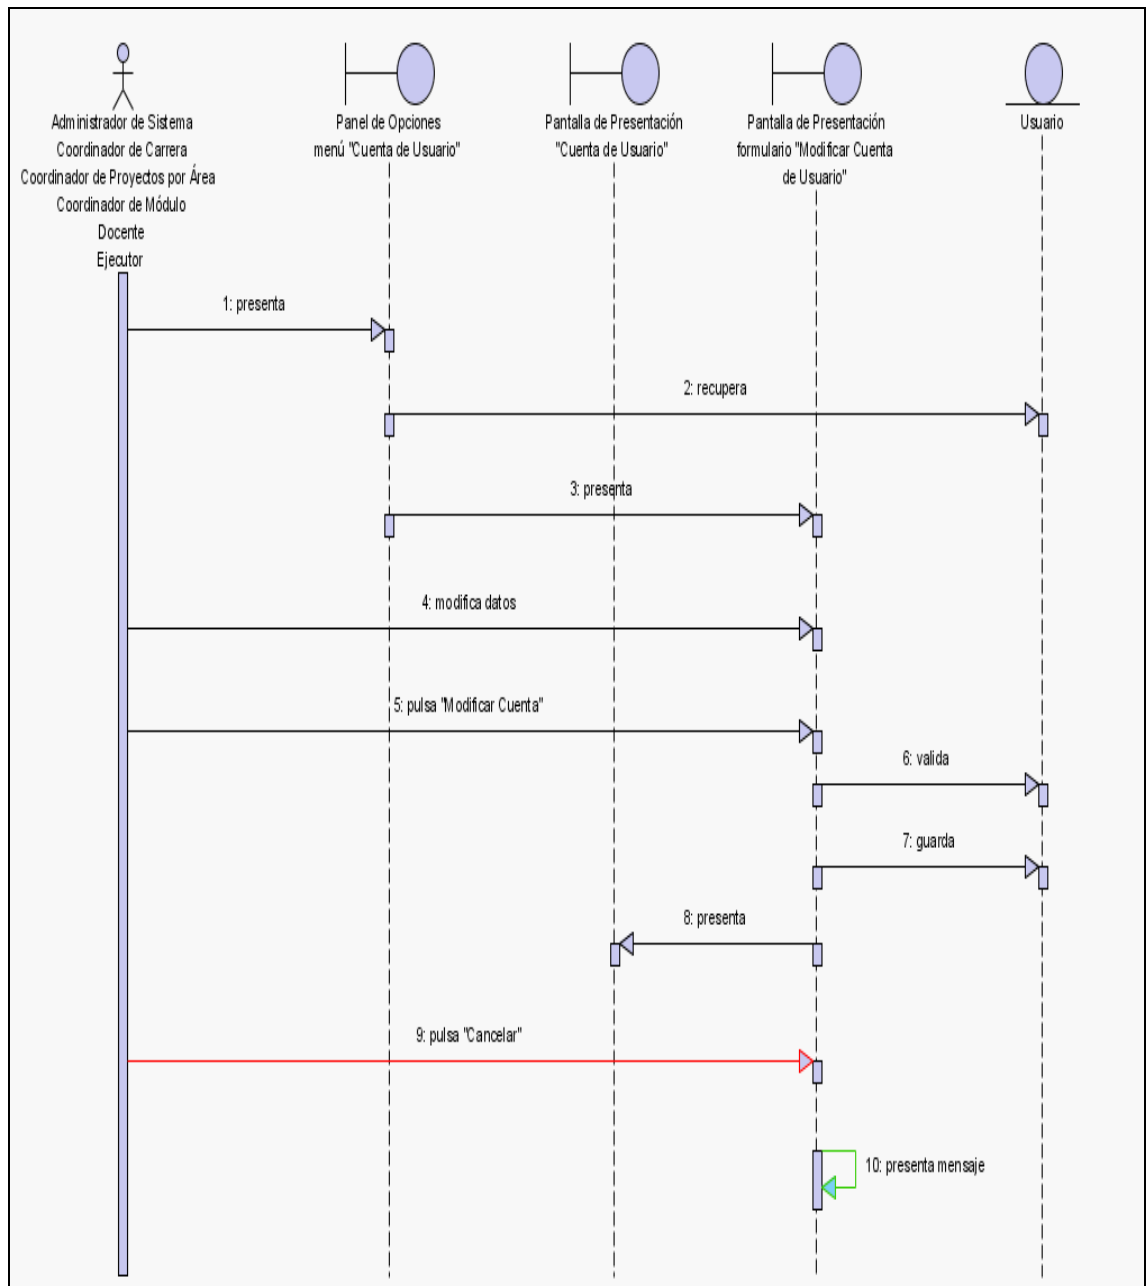 Administrador de Sistema
Coordinador de Carrera
Coordinador de Proyectos por Área
Coordinador de Módulo
Docente
Ejecutor
Panel de Opciones
menú "Cuenta de Usuario"
Pantalla de Presentación
"Cuenta de Usuario"
Pantalla de Presentación
formulario "Modificar Cuenta
de Usuario"
Usuario
1: presenta
2: recupera
3: presenta
4: modifica datos
5: pulsa "Modificar Cuenta"
6: valida
7: guarda
8: presenta
9: pulsa "Cancelar"
10: presenta mensaje